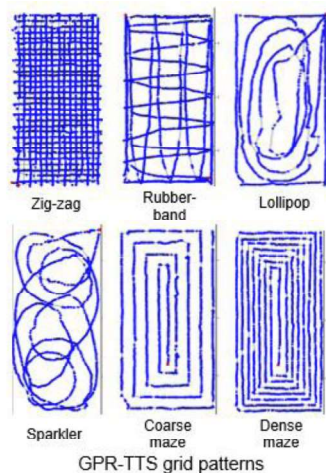 Zig-zag
Rubber-
band
Lollipop
Sparkler
Coarse
maze
Dense
maze
GPR-TTS grid patterns